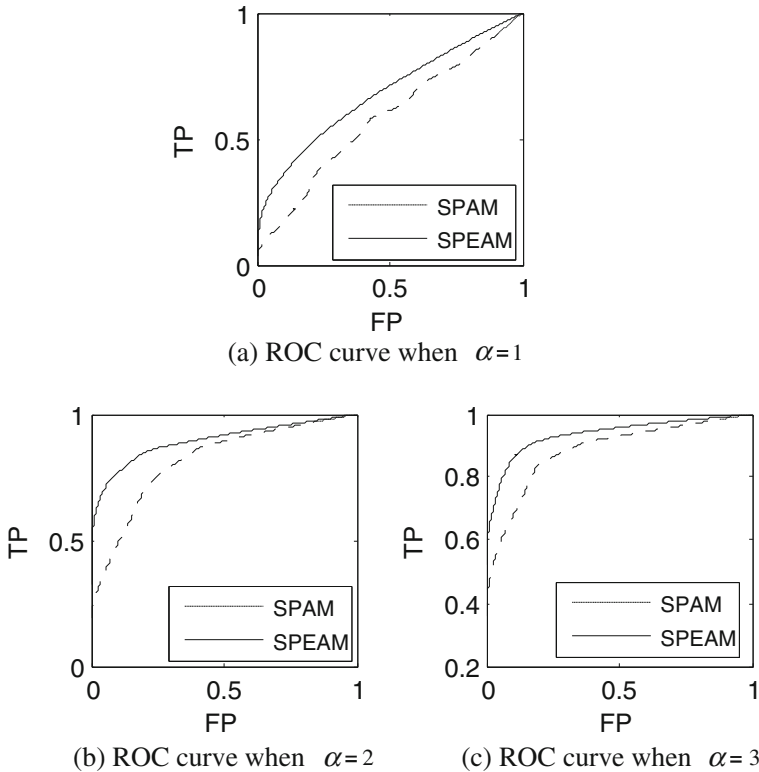 1
TP
0.5
SPAM
SPEAM
0
0 0.5 1
FP
(a) ROC curve when α=1
1
TP
0.5
SPAM
SPEAM
0
0 0.5 1
FP
(b) ROC curve when α=2
1
0.8
TP
0.6
0.4
SPAM
SPEAM
0.2
0 0.5 1
FP
(c) ROC curve when α=3